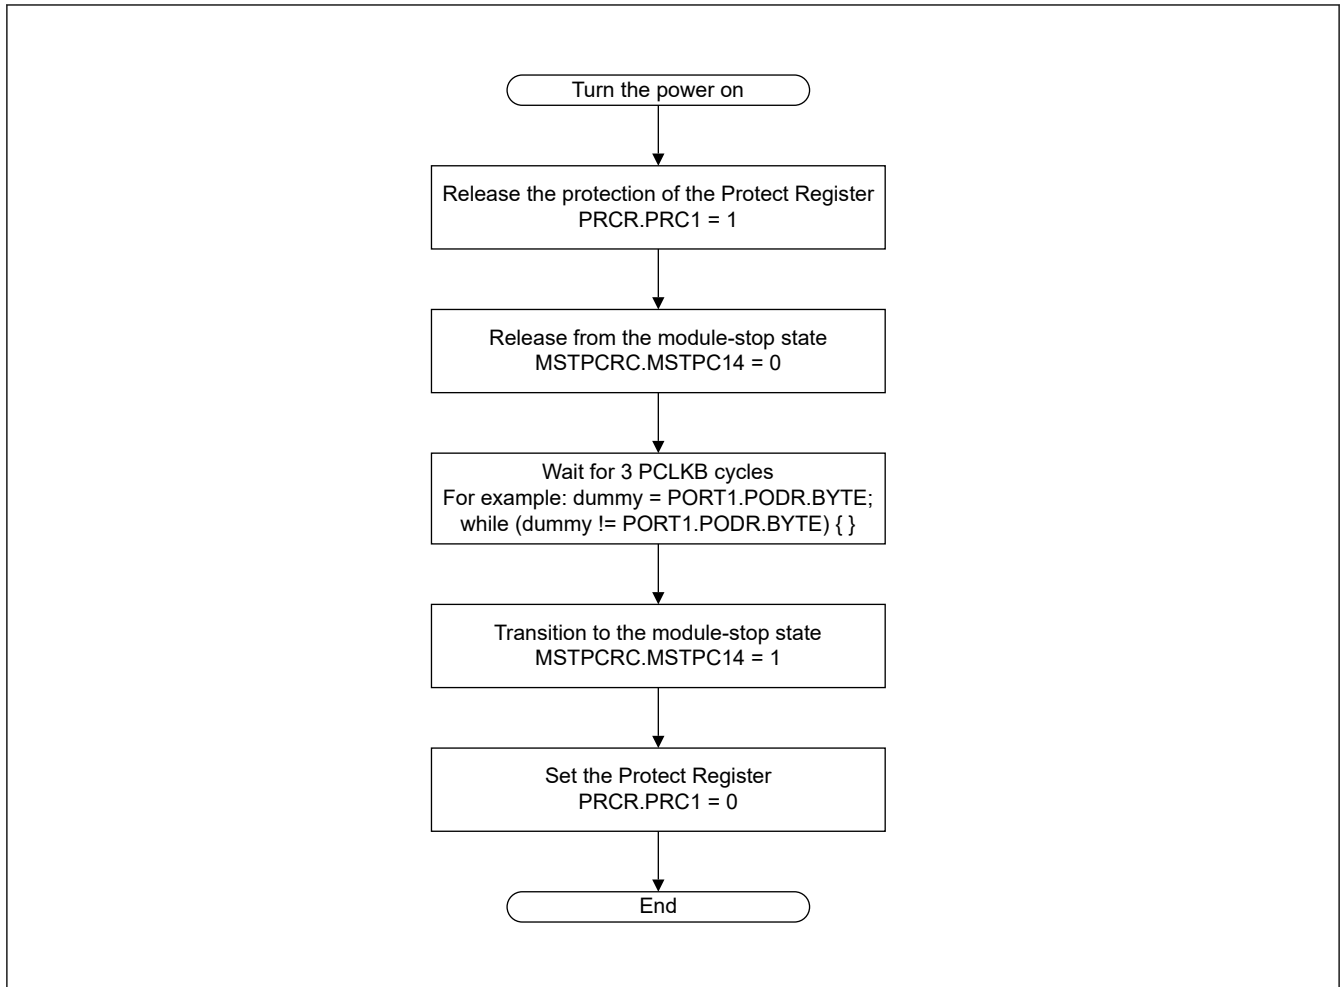 Turn the power on
Release the protection of the Protect Register
PRCR.PRC1 = 1
Release from the module-stop state
MSTPCRC.MSTPC14 = 0
Wait for 3 PCLKB cycles
For example: dummy = PORT1.PODR.BYTE;
while (dummy != PORT1.PODR.BYTE) { }
Transition to the module-stop state
MSTPCRC.MSTPC14 = 1
Set the Protect Register
PRCR.PRC1 = 0
End